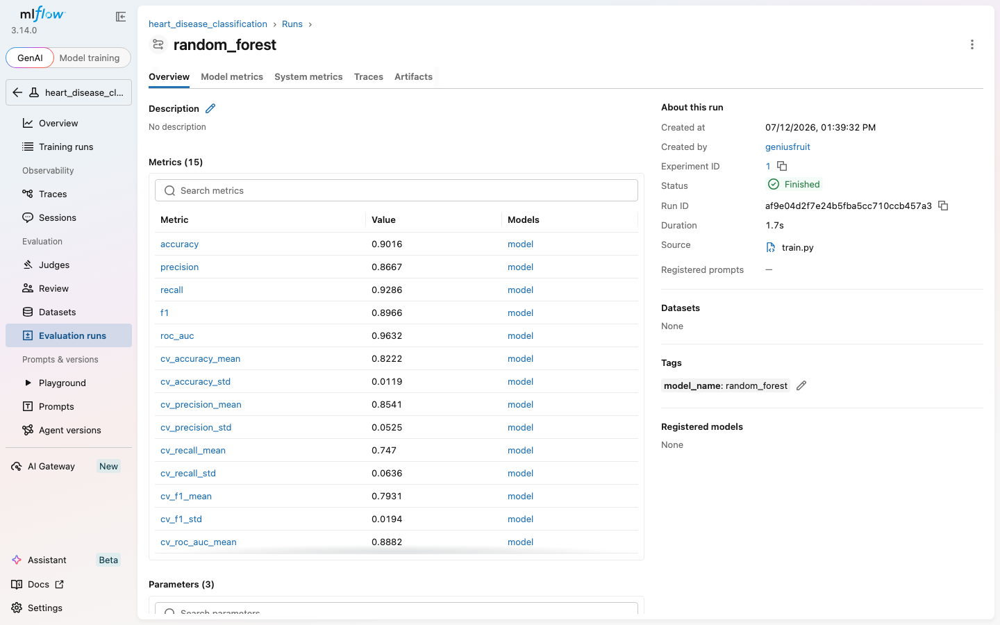 mlflow
3.14.0
GenAI
Model training
heart_disease_cl...
Overview
Training runs
Observability
Traces
Sessions
Evaluation
Judges
Review
Datasets
Evaluation runs
Prompts & versions
Playground
Prompts
Agent versions
AI Gateway New
Assistant Beta
Docs
Settings
heart_disease_classification > Runs >
random_forest
Overview Model metrics System metrics Traces Artifacts
Description
No description
Metrics (15)
Search metrics
Metric Value Models
accuracy 0.9016 model
precision 0.8667 model
recall 0.9286 model
f1 0.8966 model
roc_auc 0.9632 model
cv_accuracy_mean 0.8222 model
cv_accuracy_std 0.0119 model
cv_precision_mean 0.8541 model
cv_precision_std 0.0525 model
cv_recall_mean 0.747 model
cv_recall_std 0.0636 model
cv_f1_mean 0.7931 model
cv_f1_std 0.0194 model
cv_roc_auc_mean 0.8882 model
Parameters (3)
Search parameters
About this run
Created at 07/12/2026, 01:39:32 PM
Created by geniusfruit
Experiment ID 1
Status Finished
Run ID af9e04d2f7e24b5fba5cc710ccb457a3
Duration 1.7s
Source train.py
Registered prompts —
Datasets
None
Tags
model_name: random_forest
Registered models
None